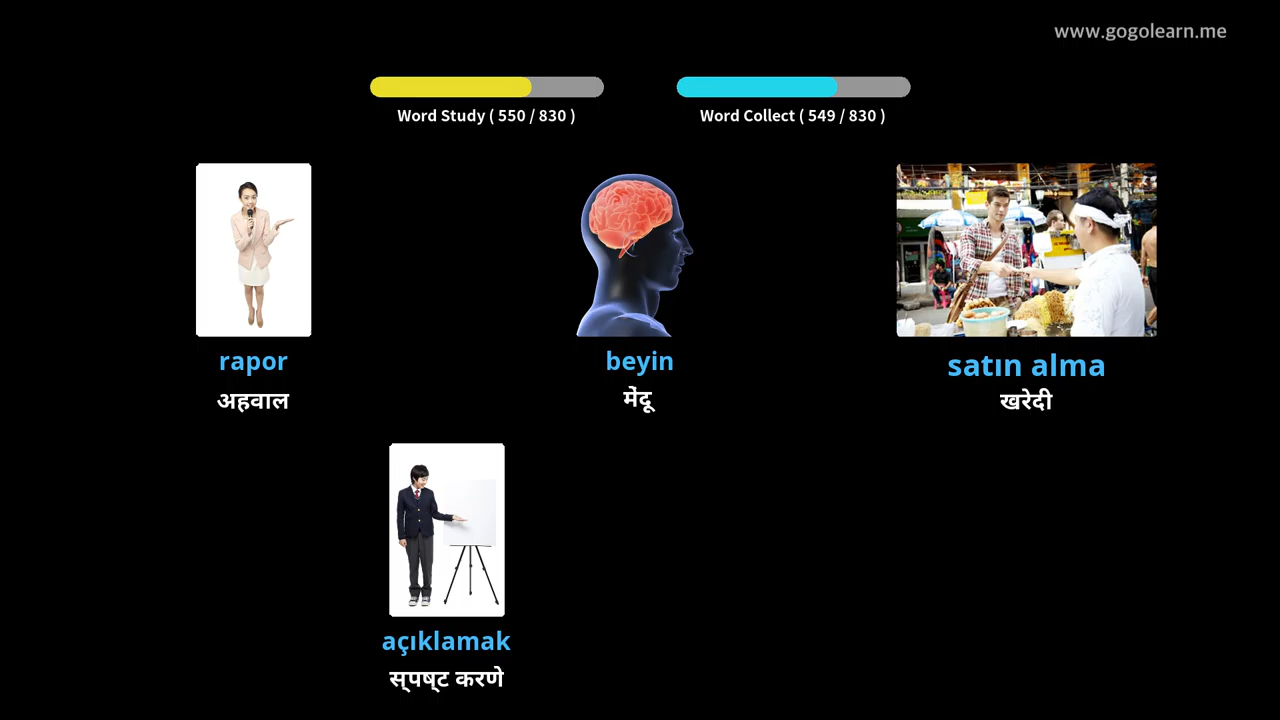 www.gogolearn.me
Word Study ( 550 / 830 )
Word Collect ( 549 / 830 )
rapor
अहवाल
beyin
मेंदू
satın alma
खरेदी
açıklamak
स्पष्ट करणे